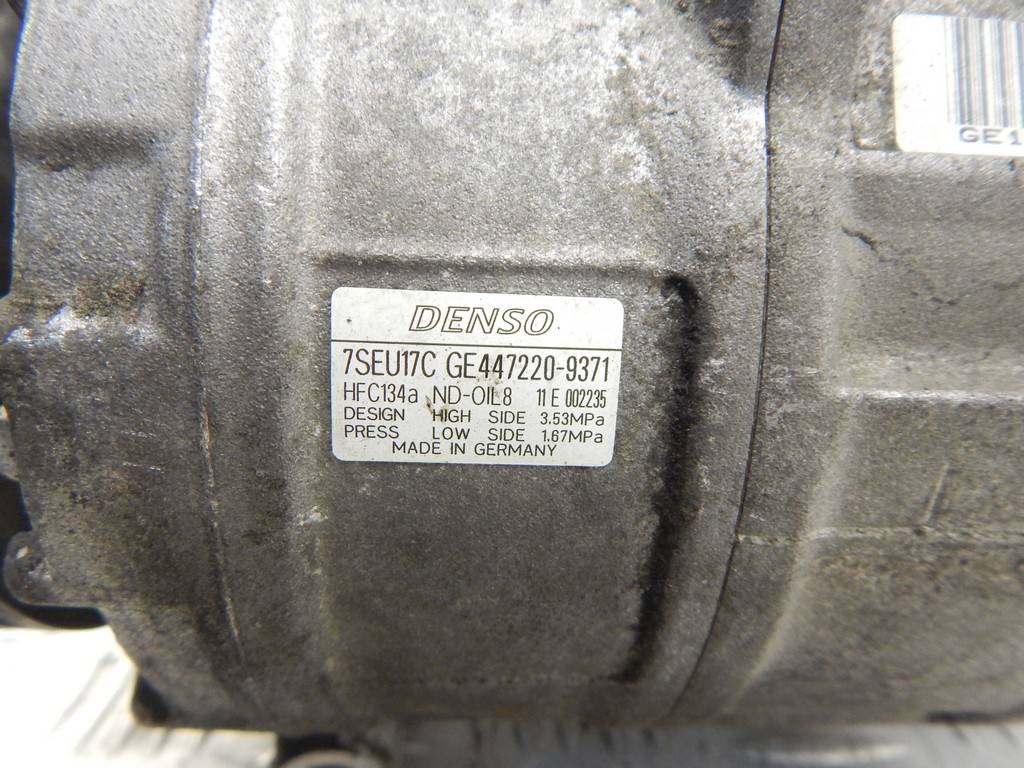 DENSO
7SEU17C GE447220-9371
HFC134a ND-OIL8 11 E 002235
DESIGN HIGH SIDE 3.53MPa
PRESS LOW SIDE 1.67MPa
MADE IN GERMANY
GE1